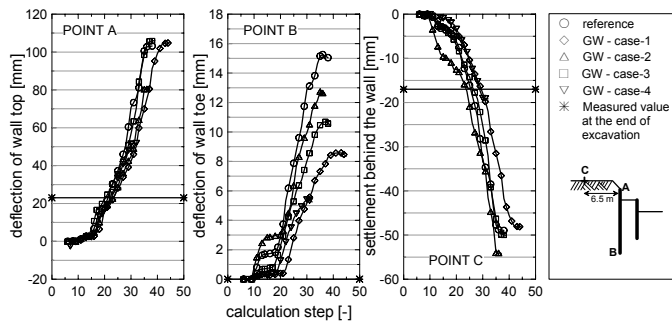 deflection of wall top [mm]
120
100
80
60
40
20
0
-20
POINT A
0 10 20 30 40 50
deflection of wall toe [mm]
18
16
14
12
10
8
6
4
2
0
POINT B
0 10 20 30 40 50
calculation step [-]
settlement behind the wall [mm]
0
-10
-20
-30
-40
-50
-60
POINT C
0 10 20 30 40 50
reference
GW - case-1
GW - case-2
GW - case-3
GW - case-4
Measured value
at the end of
excavation
C
A
6.5 m
B